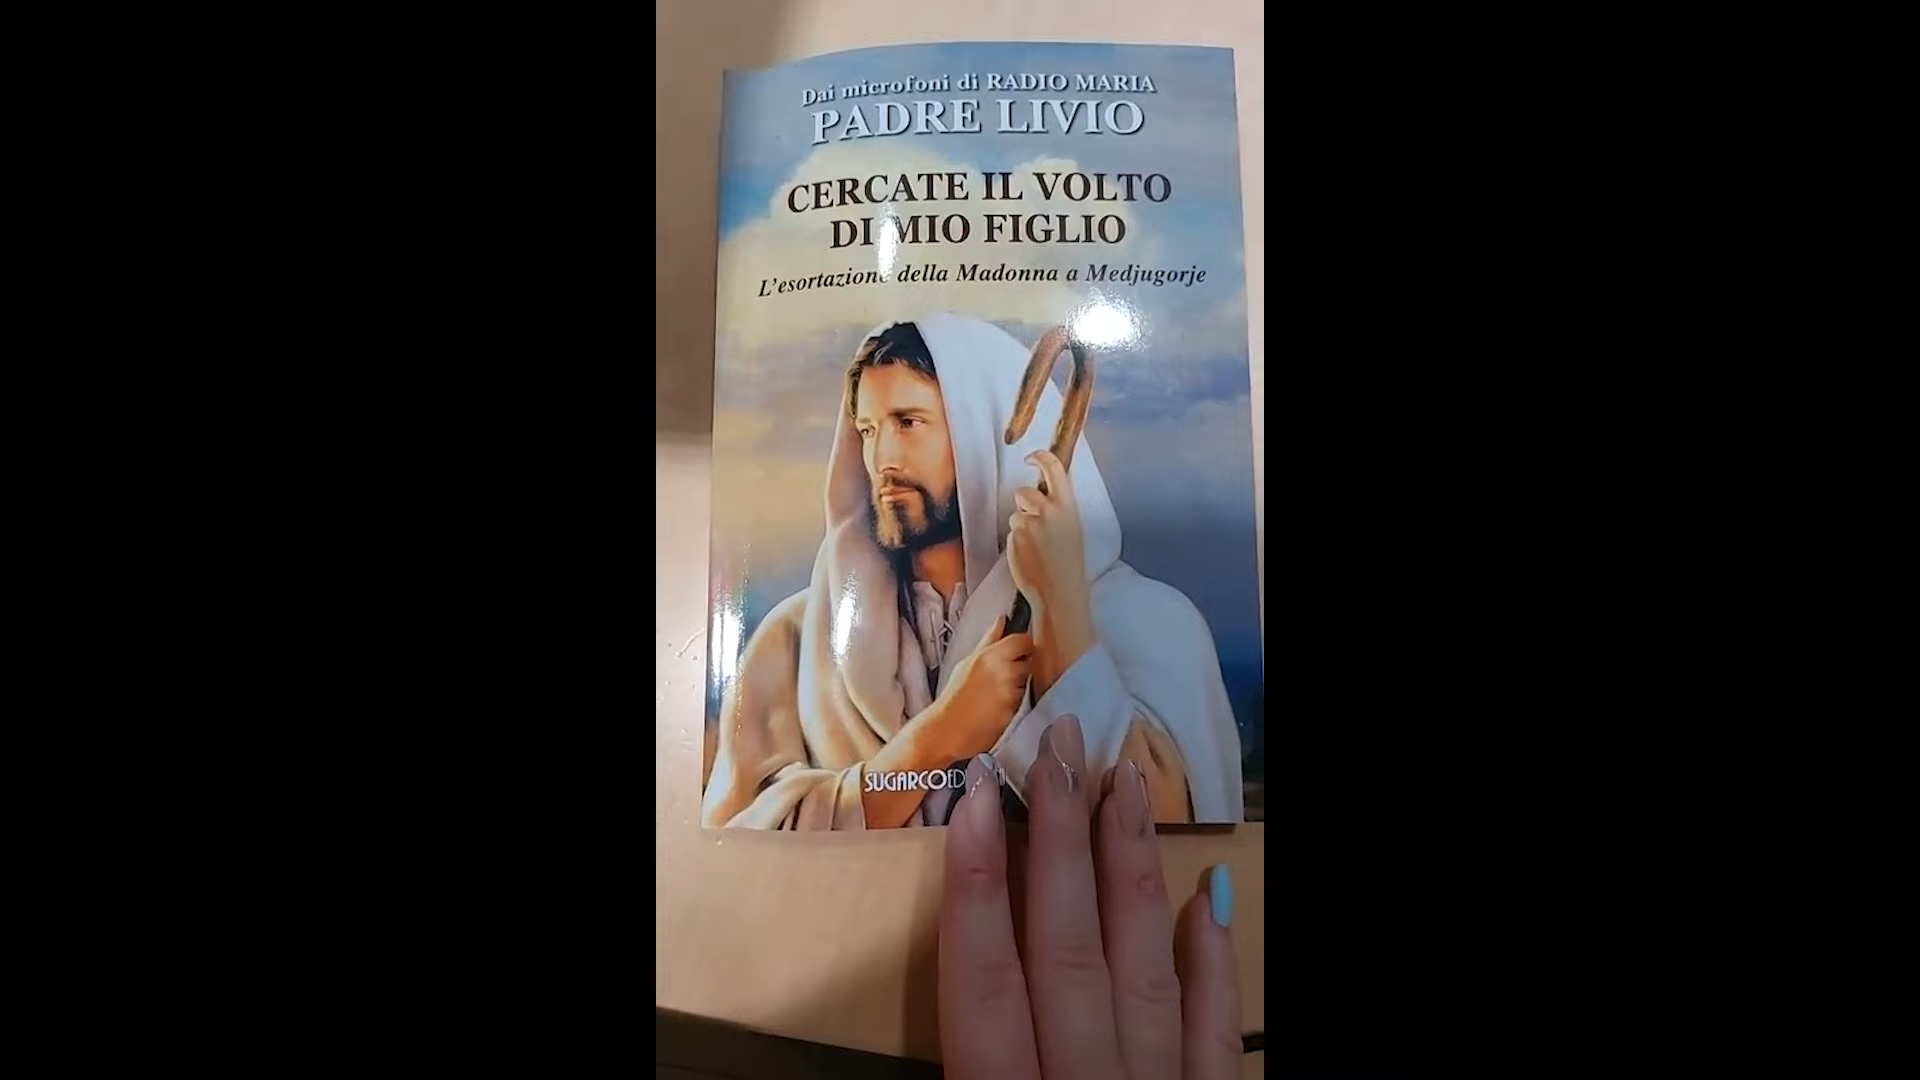 Dai microfoni di RADIO MARIA
PADRE LIVIO
CERCATE IL VOLTO
DI MIO FIGLIO
L'esortazione della Madonna a Medjugorje
SUGARCO